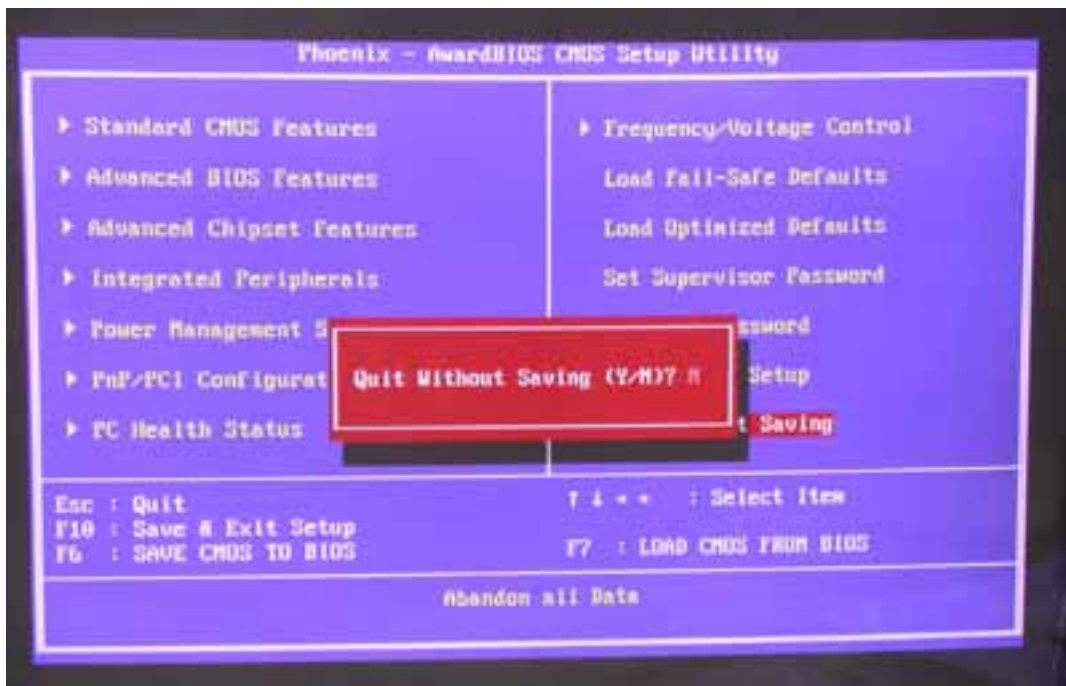 Phoenix - AwardBIOS CMOS Setup Utility
Standard CMOS Features
Advanced BIOS Features
Advanced Chipset Features
Integrated Peripherals
Power Management S
PnP/PCI Configurat
PC Health Status
Frequency/Voltage Control
Load Fail-Safe Defaults
Load Optimized Defaults
Set Supervisor Password
ssword
Setup
t Saving
Quit Without Saving (Y/N)? N
Esc : Quit
F10 : Save & Exit Setup
F6 : SAVE CMOS TO BIOS
↑ ↓ → ← : Select Item
F7 : LOAD CMOS FROM BIOS
Abandon all Data